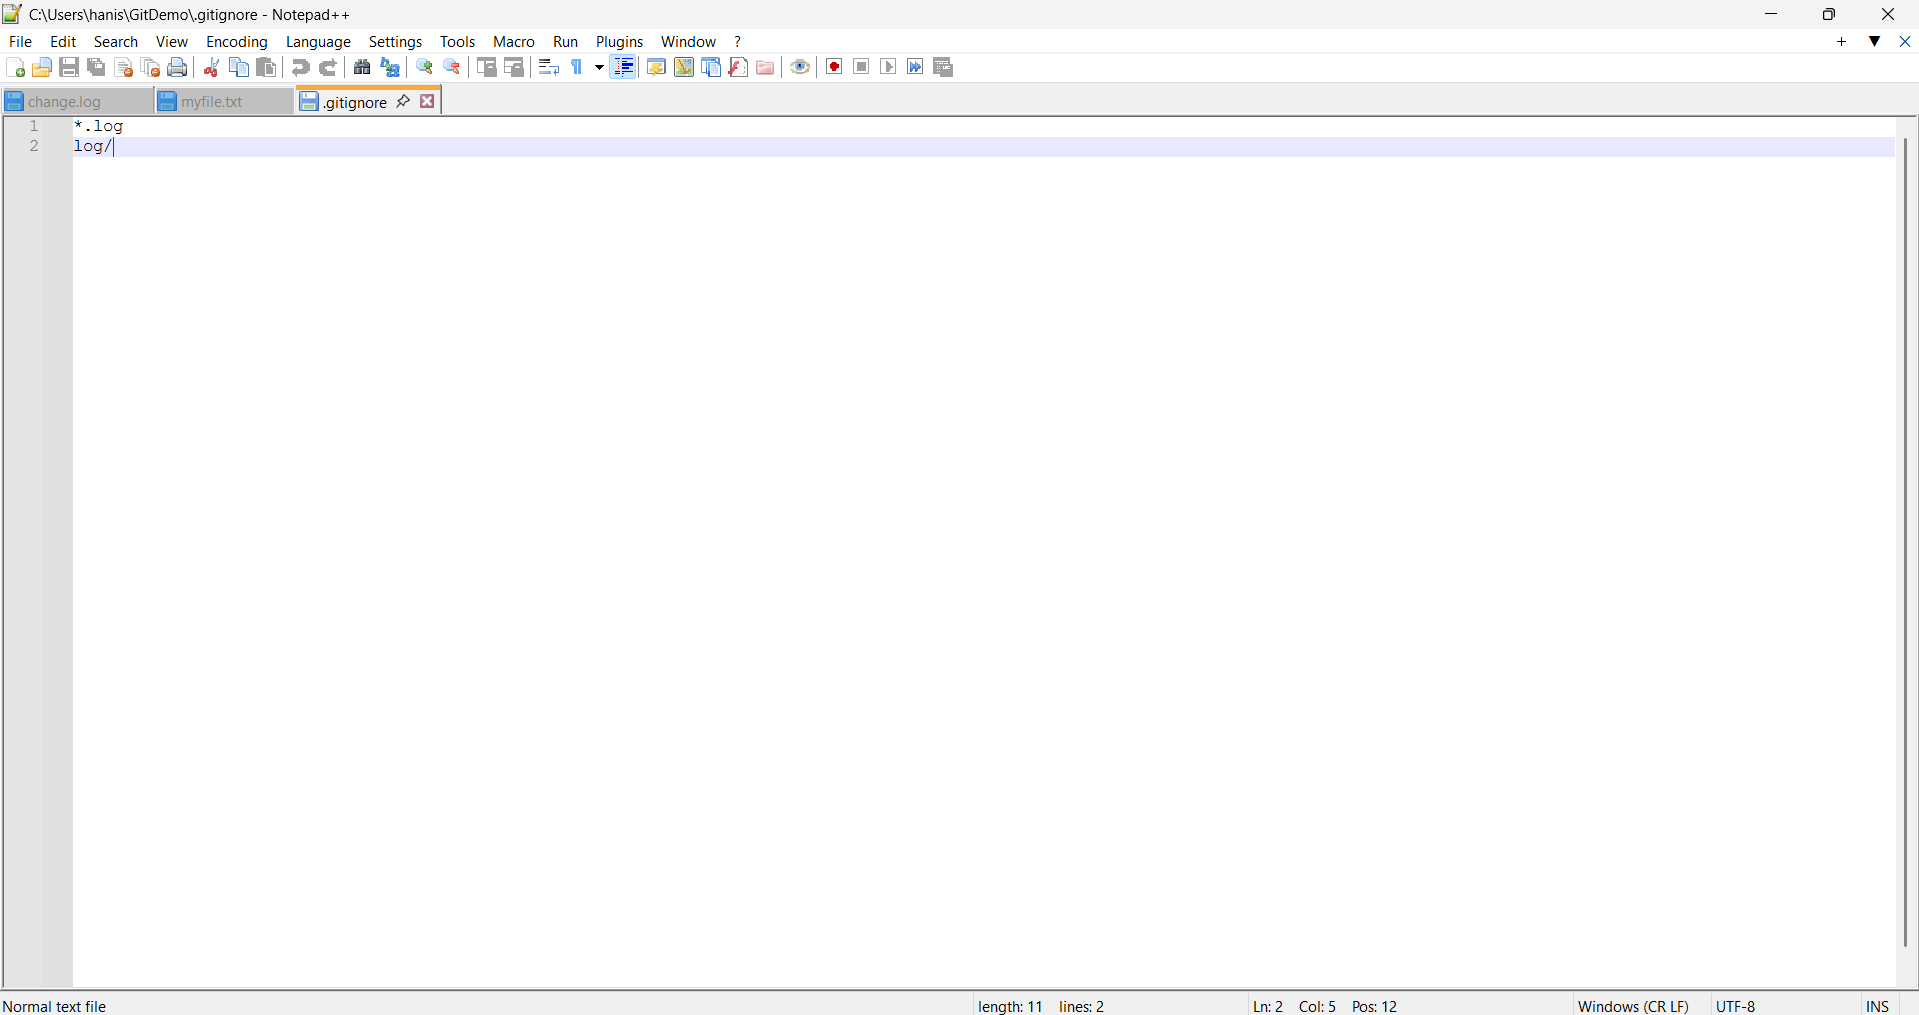 C:\Users\hanis\GitDemo\.gitignore - Notepad++
File Edit Search View Encoding Language Settings Tools Macro Run Plugins Window ?
change.log myfile.txt .gitignore
1 *.log
2 log/
Normal text file length: 11 lines: 2 Ln: 2 Col: 5 Pos: 12 Windows (CR LF) UTF-8 INS